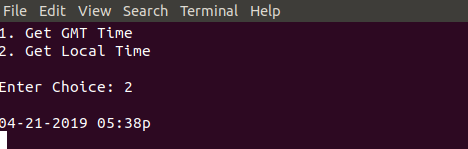 File Edit View Search Terminal Help
1. Get GMT Time
2. Get Local Time
Enter Choice: 2
04-21-2019 05:38p